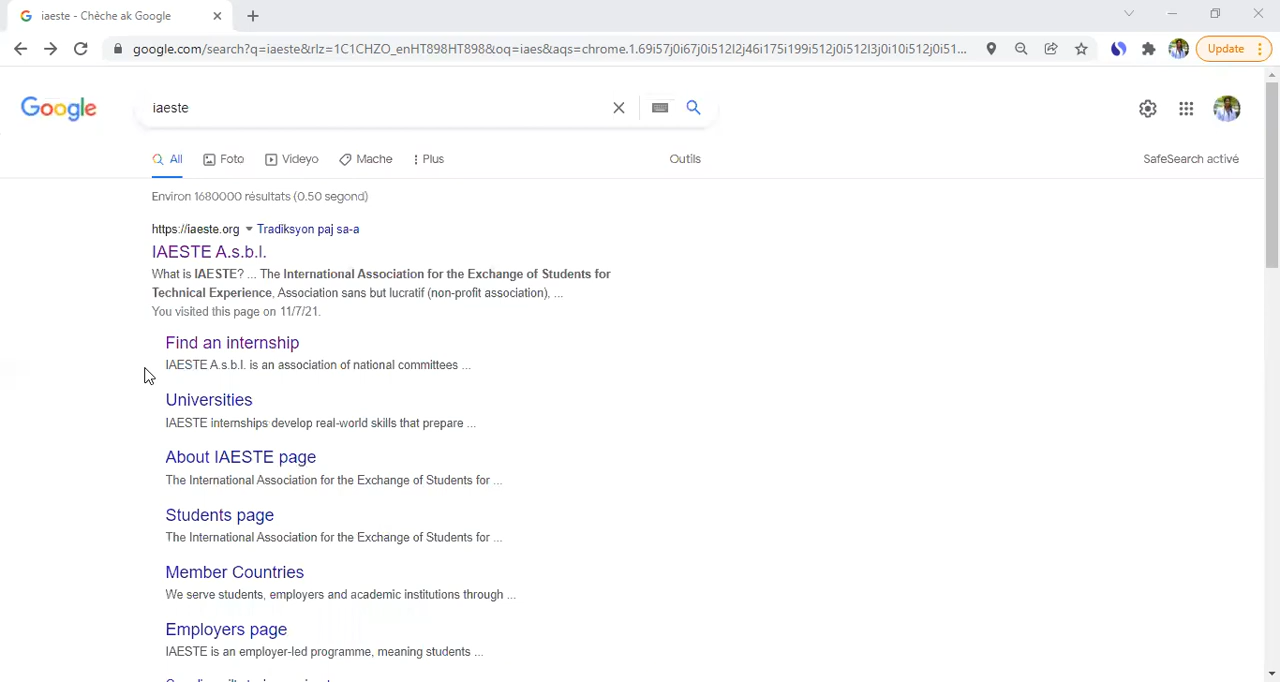 iaeste - Chèche ak Google
google.com/search?q=iaeste&rlz=1C1CHZO_enHT898HT898&oq=iaes&aqs=chrome.1.69i57j0i67j0i512l2j46i175i199i512j0i512l3j0i10i512j0i51...
Update
Google
iaeste
All Foto Videyo Mache Plus Outils SafeSearch activé
Environ 1680000 résultats (0.50 segond)
https://iaeste.org Tradiksyon paj sa-a
IAESTE A.s.b.l.
What is IAESTE? ... The International Association for the Exchange of Students for
Technical Experience, Association sans but lucratif (non-profit association), ...
You visited this page on 11/7/21.
Find an internship
IAESTE A.s.b.l. is an association of national committees ...
Universities
IAESTE internships develop real-world skills that prepare ...
About IAESTE page
The International Association for the Exchange of Students for ...
Students page
The International Association for the Exchange of Students for ...
Member Countries
We serve students, employers and academic institutions through ...
Employers page
IAESTE is an employer-led programme, meaning students ...